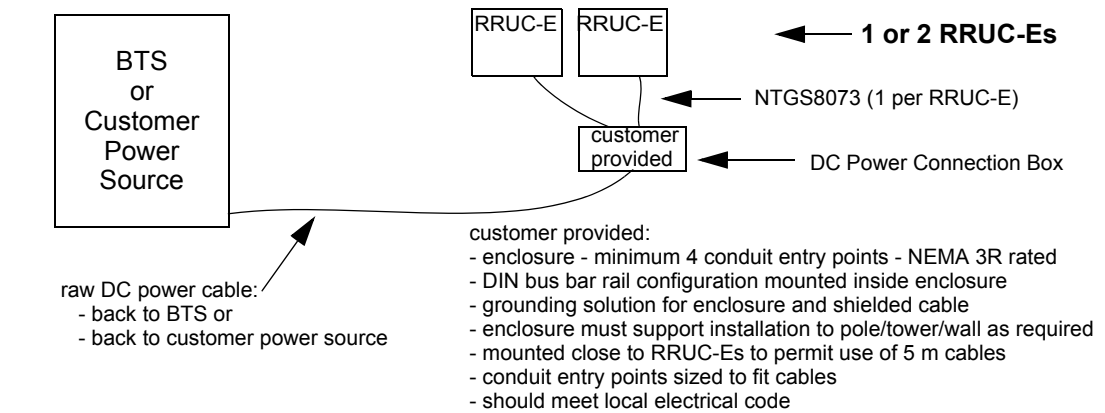 RRUC-E
RRUC-E
1 or 2 RRUC-Es
BTS
or
Customer
Power
Source
NTGS8073 (1 per RRUC-E)
customer
provided
DC Power Connection Box
customer provided:
- enclosure - minimum 4 conduit entry points - NEMA 3R rated
- DIN bus bar rail configuration mounted inside enclosure
- grounding solution for enclosure and shielded cable
- enclosure must support installation to pole/tower/wall as required
- mounted close to RRUC-Es to permit use of 5 m cables
- conduit entry points sized to fit cables
- should meet local electrical code
raw DC power cable:
- back to BTS or
- back to customer power source